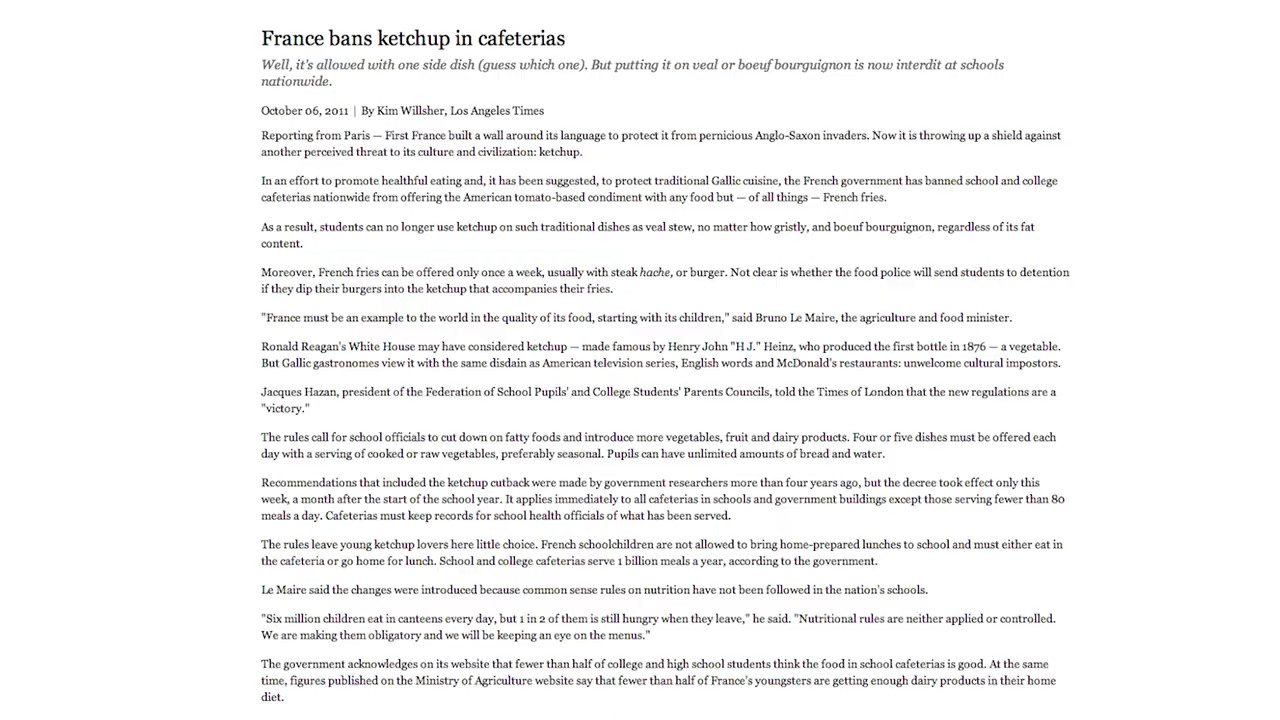 France bans ketchup in cafeterias
Well, it's allowed with one side dish (guess which one). But putting it on veal or boeuf bourguignon is now interdit at schools
nationwide.
October 06, 2011 | By Kim Willsher, Los Angeles Times
Reporting from Paris — First France built a wall around its language to protect it from pernicious Anglo-Saxon invaders. Now it is throwing up a shield against
another perceived threat to its culture and civilization: ketchup.
In an effort to promote healthful eating and, it has been suggested, to protect traditional Gallic cuisine, the French government has banned school and college
cafeterias nationwide from offering the American tomato-based condiment with any food but — of all things — French fries.
As a result, students can no longer use ketchup on such traditional dishes as veal stew, no matter how gristly, and boeuf bourguignon, regardless of its fat
content.
Moreover, French fries can be offered only once a week, usually with steak hache, or burger. Not clear is whether the food police will send students to detention
if they dip their burgers into the ketchup that accompanies their fries.
"France must be an example to the world in the quality of its food, starting with its children," said Bruno Le Maire, the agriculture and food minister.
Ronald Reagan's White House may have considered ketchup — made famous by Henry John "H J." Heinz, who produced the first bottle in 1876 — a vegetable.
But Gallic gastronomes view it with the same disdain as American television series, English words and McDonald's restaurants: unwelcome cultural impostors.
Jacques Hazan, president of the Federation of School Pupils' and College Students' Parents Councils, told the Times of London that the new regulations are a
"victory."
The rules call for school officials to cut down on fatty foods and introduce more vegetables, fruit and dairy products. Four or five dishes must be offered each
day with a serving of cooked or raw vegetables, preferably seasonal. Pupils can have unlimited amounts of bread and water.
Recommendations that included the ketchup cutback were made by government researchers more than four years ago, but the decree took effect only this
week, a month after the start of the school year. It applies immediately to all cafeterias in schools and government buildings except those serving fewer than 80
meals a day. Cafeterias must keep records for school health officials of what has been served.
The rules leave young ketchup lovers here little choice. French schoolchildren are not allowed to bring home-prepared lunches to school and must either eat in
the cafeteria or go home for lunch. School and college cafeterias serve 1 billion meals a year, according to the government.
Le Maire said the changes were introduced because common sense rules on nutrition have not been followed in the nation's schools.
"Six million children eat in canteens every day, but 1 in 2 of them is still hungry when they leave," he said. "Nutritional rules are neither applied or controlled.
We are making them obligatory and we will be keeping an eye on the menus."
The government acknowledges on its website that fewer than half of college and high school students think the food in school cafeterias is good. At the same
time, figures published on the Ministry of Agriculture website say that fewer than half of France's youngsters are getting enough dairy products in their home
diet.